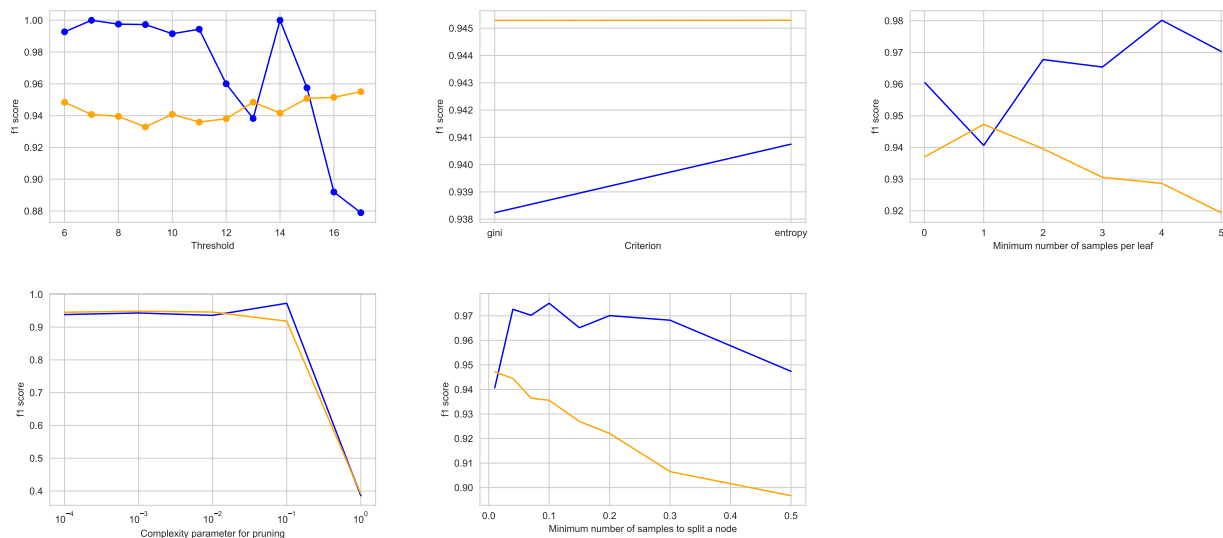 1.00
0.98
0.96
0.94
0.92
0.90
0.88
f1 score
6 8 10 12 14 16
Threshold
0.945
0.944
0.943
0.942
0.941
0.940
0.939
0.938
f1 score
gini entropy
Criterion
0.98
0.97
0.96
0.95
0.94
0.93
0.92
f1 score
0 1 2 3 4 5
Minimum number of samples per leaf
1.0
0.9
0.8
0.7
0.6
0.5
0.4
f1 score
10⁻⁴ 10⁻³ 10⁻² 10⁻¹ 10⁰
Complexity parameter for pruning
0.97
0.96
0.95
0.94
0.93
0.92
0.91
0.90
f1 score
0.0 0.1 0.2 0.3 0.4 0.5
Minimum number of samples to split a node